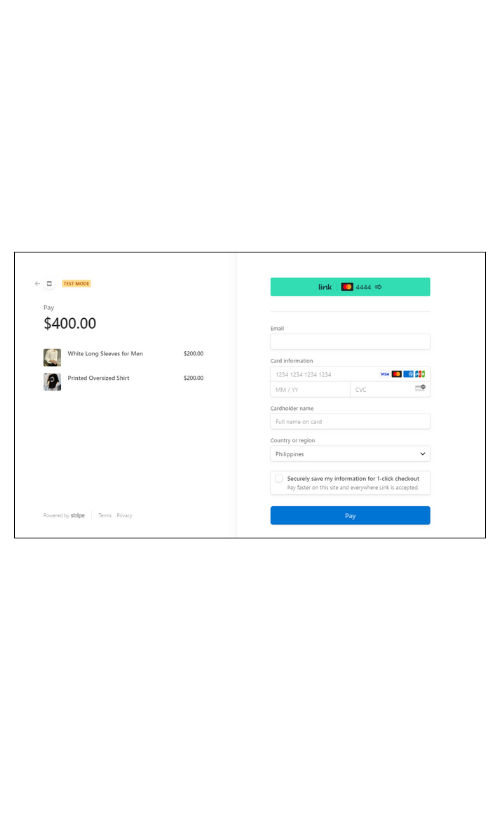 TEST MODE
Pay
$400.00
White Long Sleeves for Men $200.00
Printed Oversized Shirt $200.00
Powered by stripe Terms Privacy
link 4444
Email
Card information
1234 1234 1234 1234 VISA
MM / YY CVC
Cardholder name
Full name on card
Country or region
Philippines
Securely save my information for 1-click checkout
Pay faster on this site and everywhere Link is accepted.
Pay